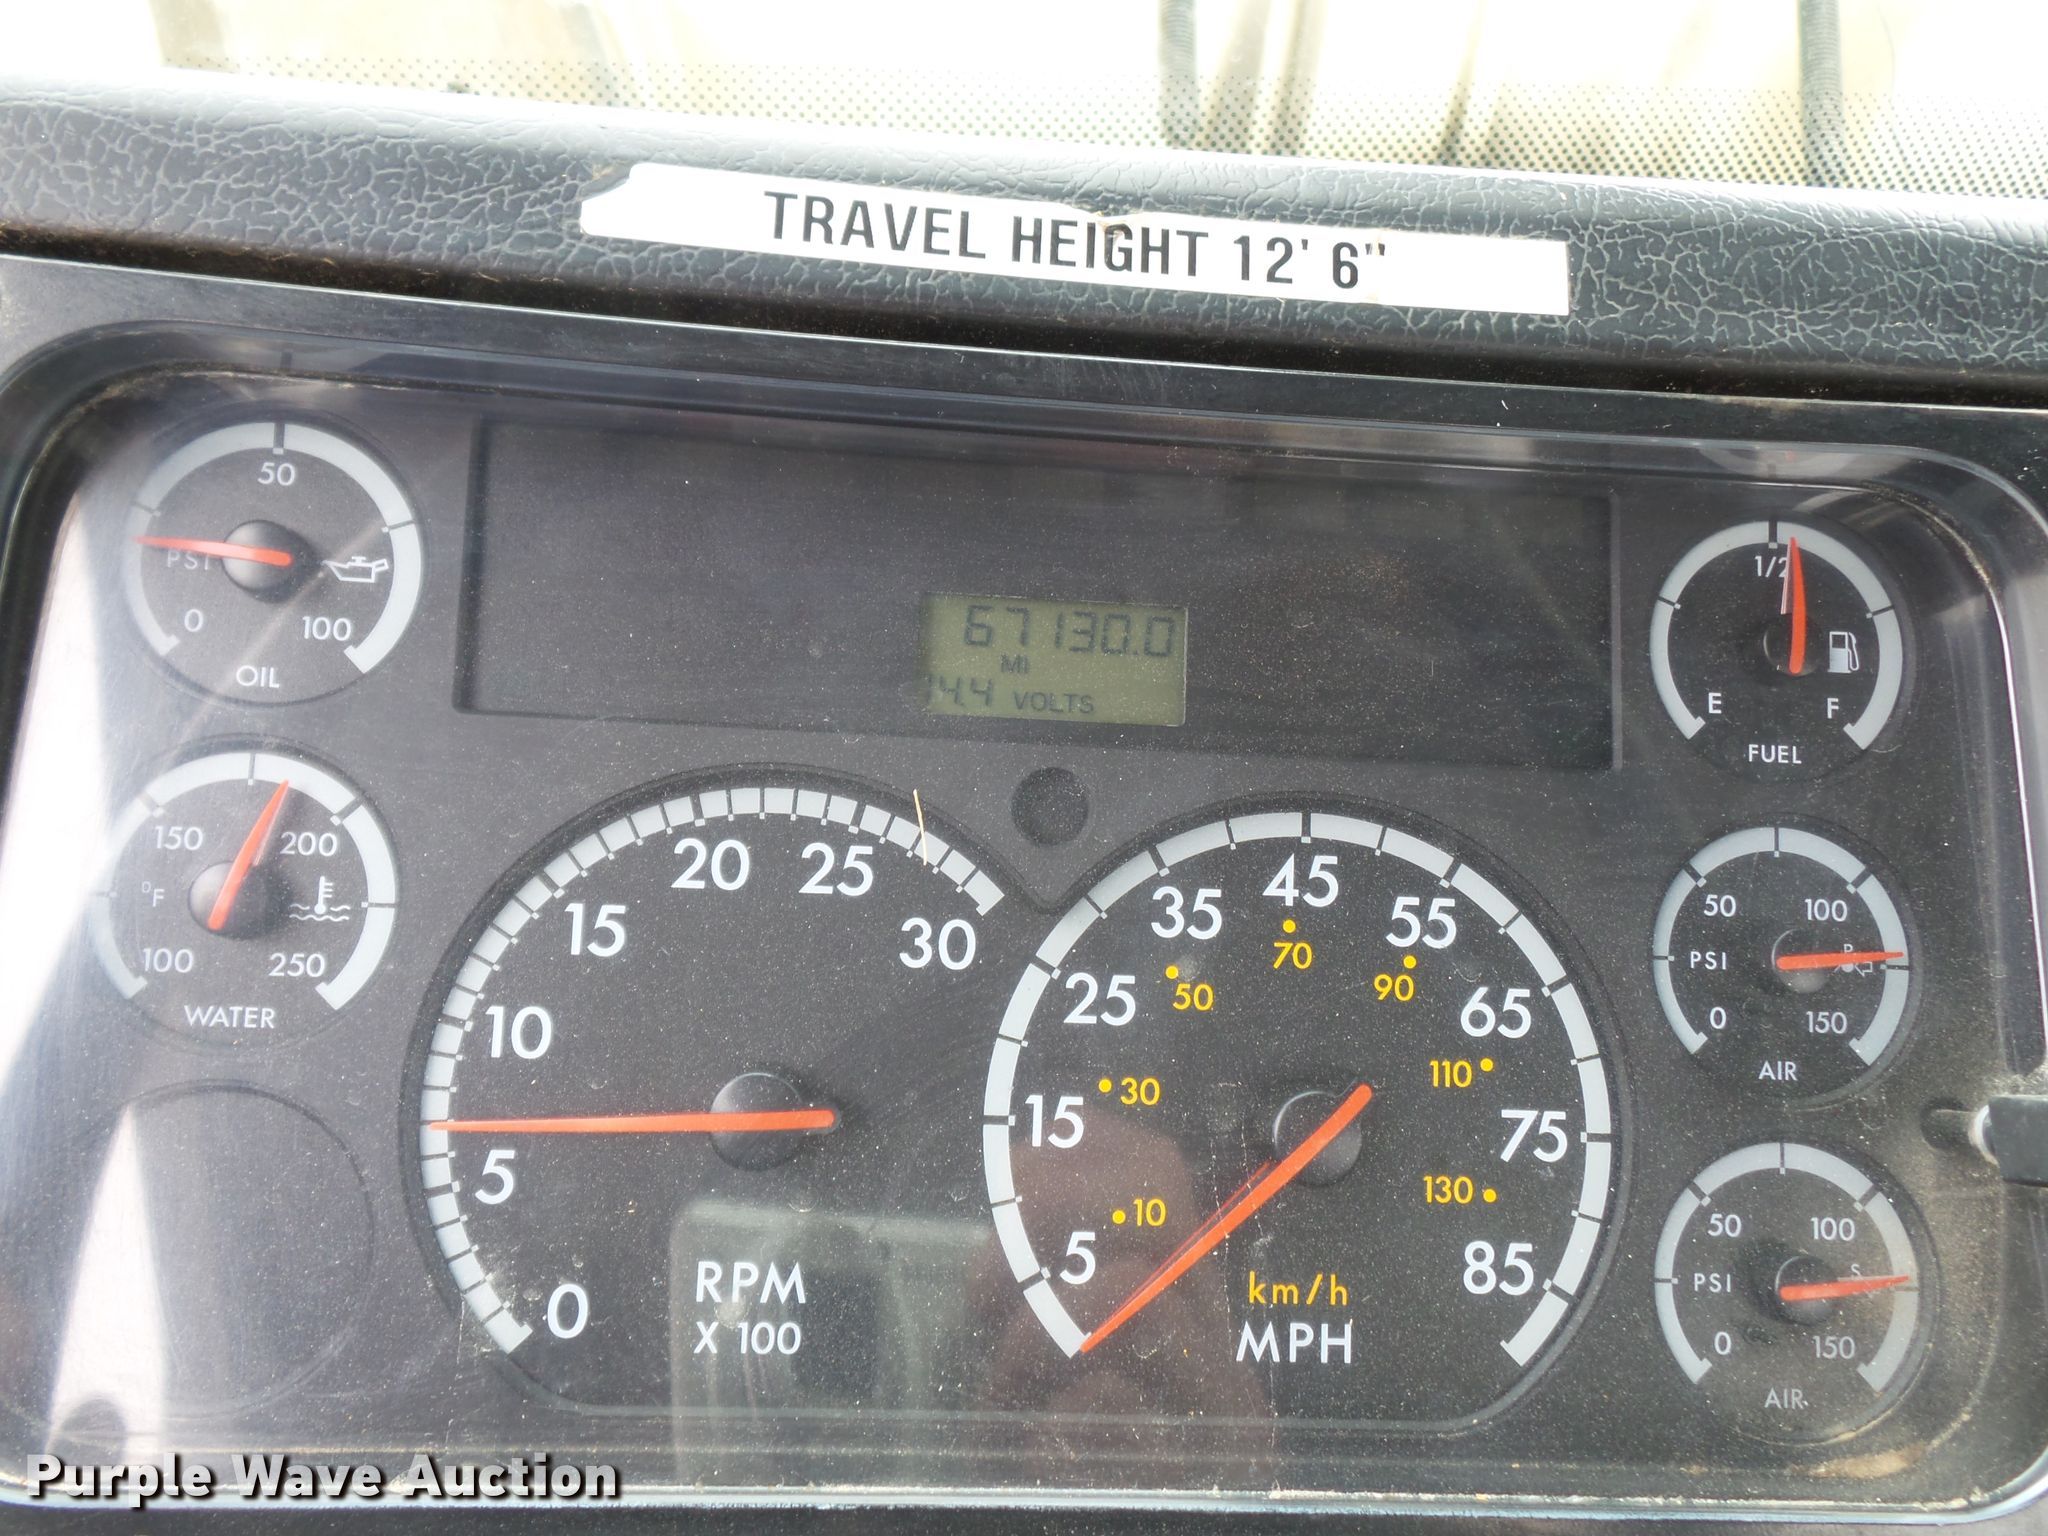 TRAVEL HEIGHT 12' 6"
50
PSI
0 100
OIL
67130.0
MI
14.4 VOLTS
1/2
E F
FUEL
150 200
°F
100 250
WATER
0 5 10 15 20 25 30
RPM
X 100
5 15 25 35 45 55 65 75 85
10 30 50 70 90 110 130
km/h
MPH
50 100
PSI P
0 150
AIR
50 100
PSI S
0 150
AIR
Purple Wave Auction